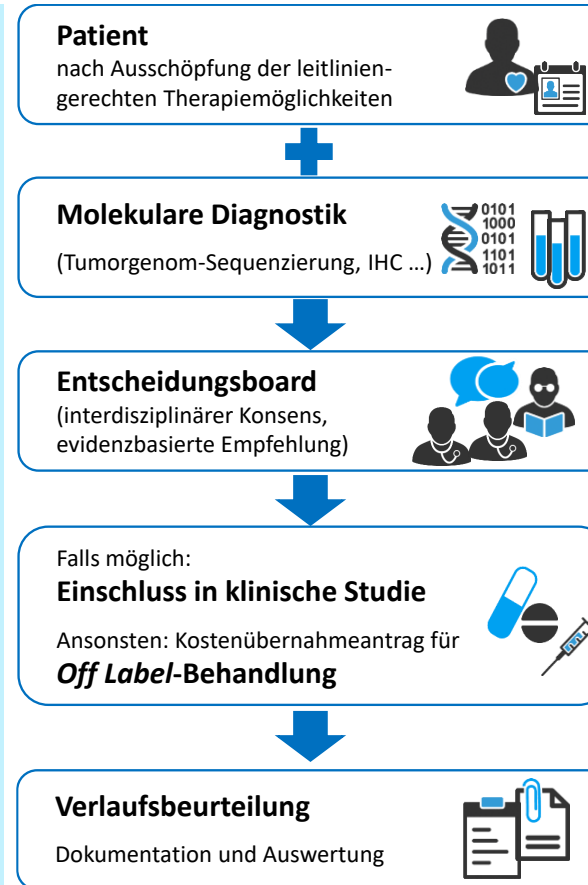 Patient
nach Ausschöpfung der leitlinien-
gerechten Therapiemöglichkeiten
Molekulare Diagnostik
(Tumorgenom-Sequenzierung, IHC …)
0101
1000
0101
1101
1011
Entscheidungsboard
(interdisziplinärer Konsens,
evidenzbasierte Empfehlung)
Falls möglich:
Einschluss in klinische Studie
Ansonsten: Kostenübernahmeantrag für
Off Label-Behandlung
Verlaufsbeurteilung
Dokumentation und Auswertung